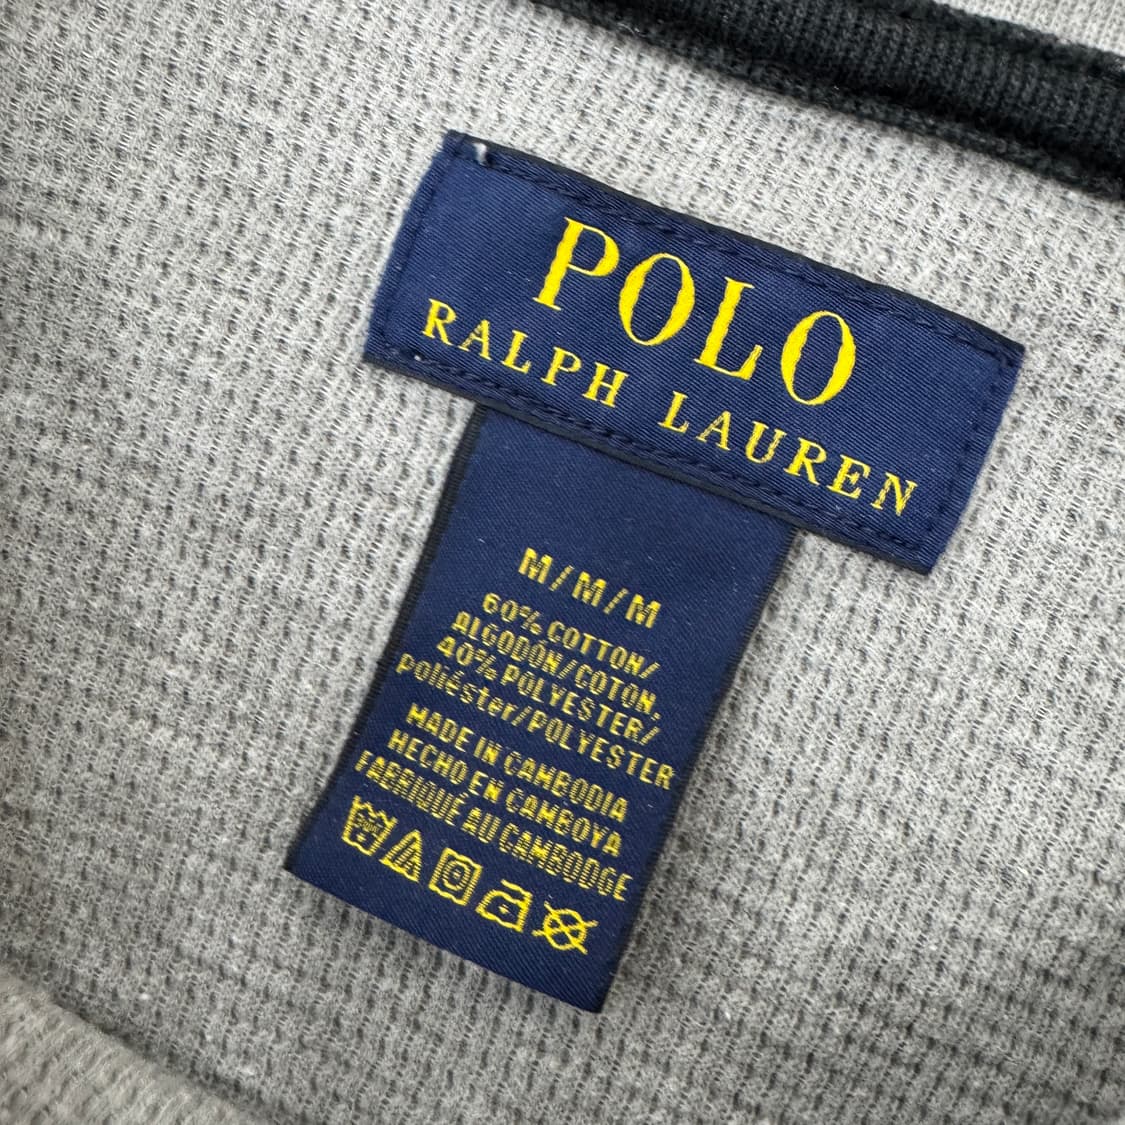 POLO
RALPH LAUREN
M/M/M
60% COTTON/
ALGODÓN/COTON,
40% POLYESTER/
poliéster/POLYESTER
MADE IN CAMBODIA
HECHO EN CAMBOYA
FABRIQUÉ AU CAMBODGE